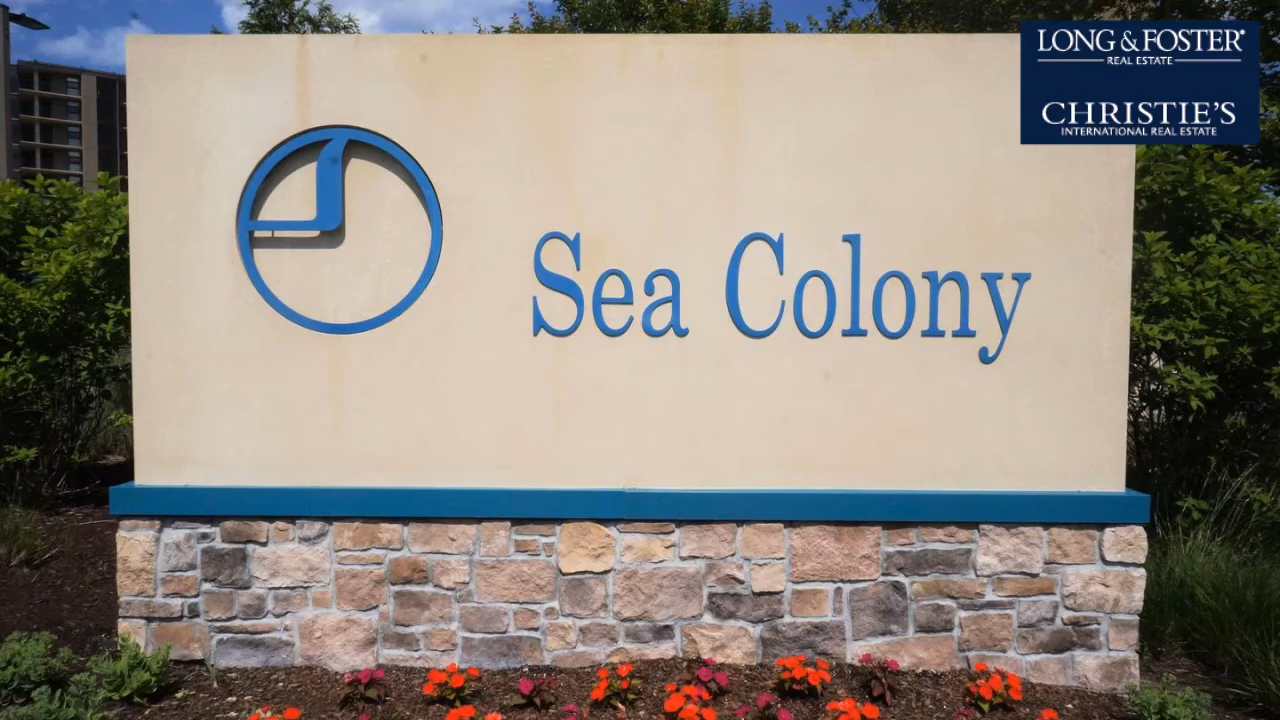 LONG & FOSTER®
REAL ESTATE
CHRISTIE'S
INTERNATIONAL REAL ESTATE
Sea Colony